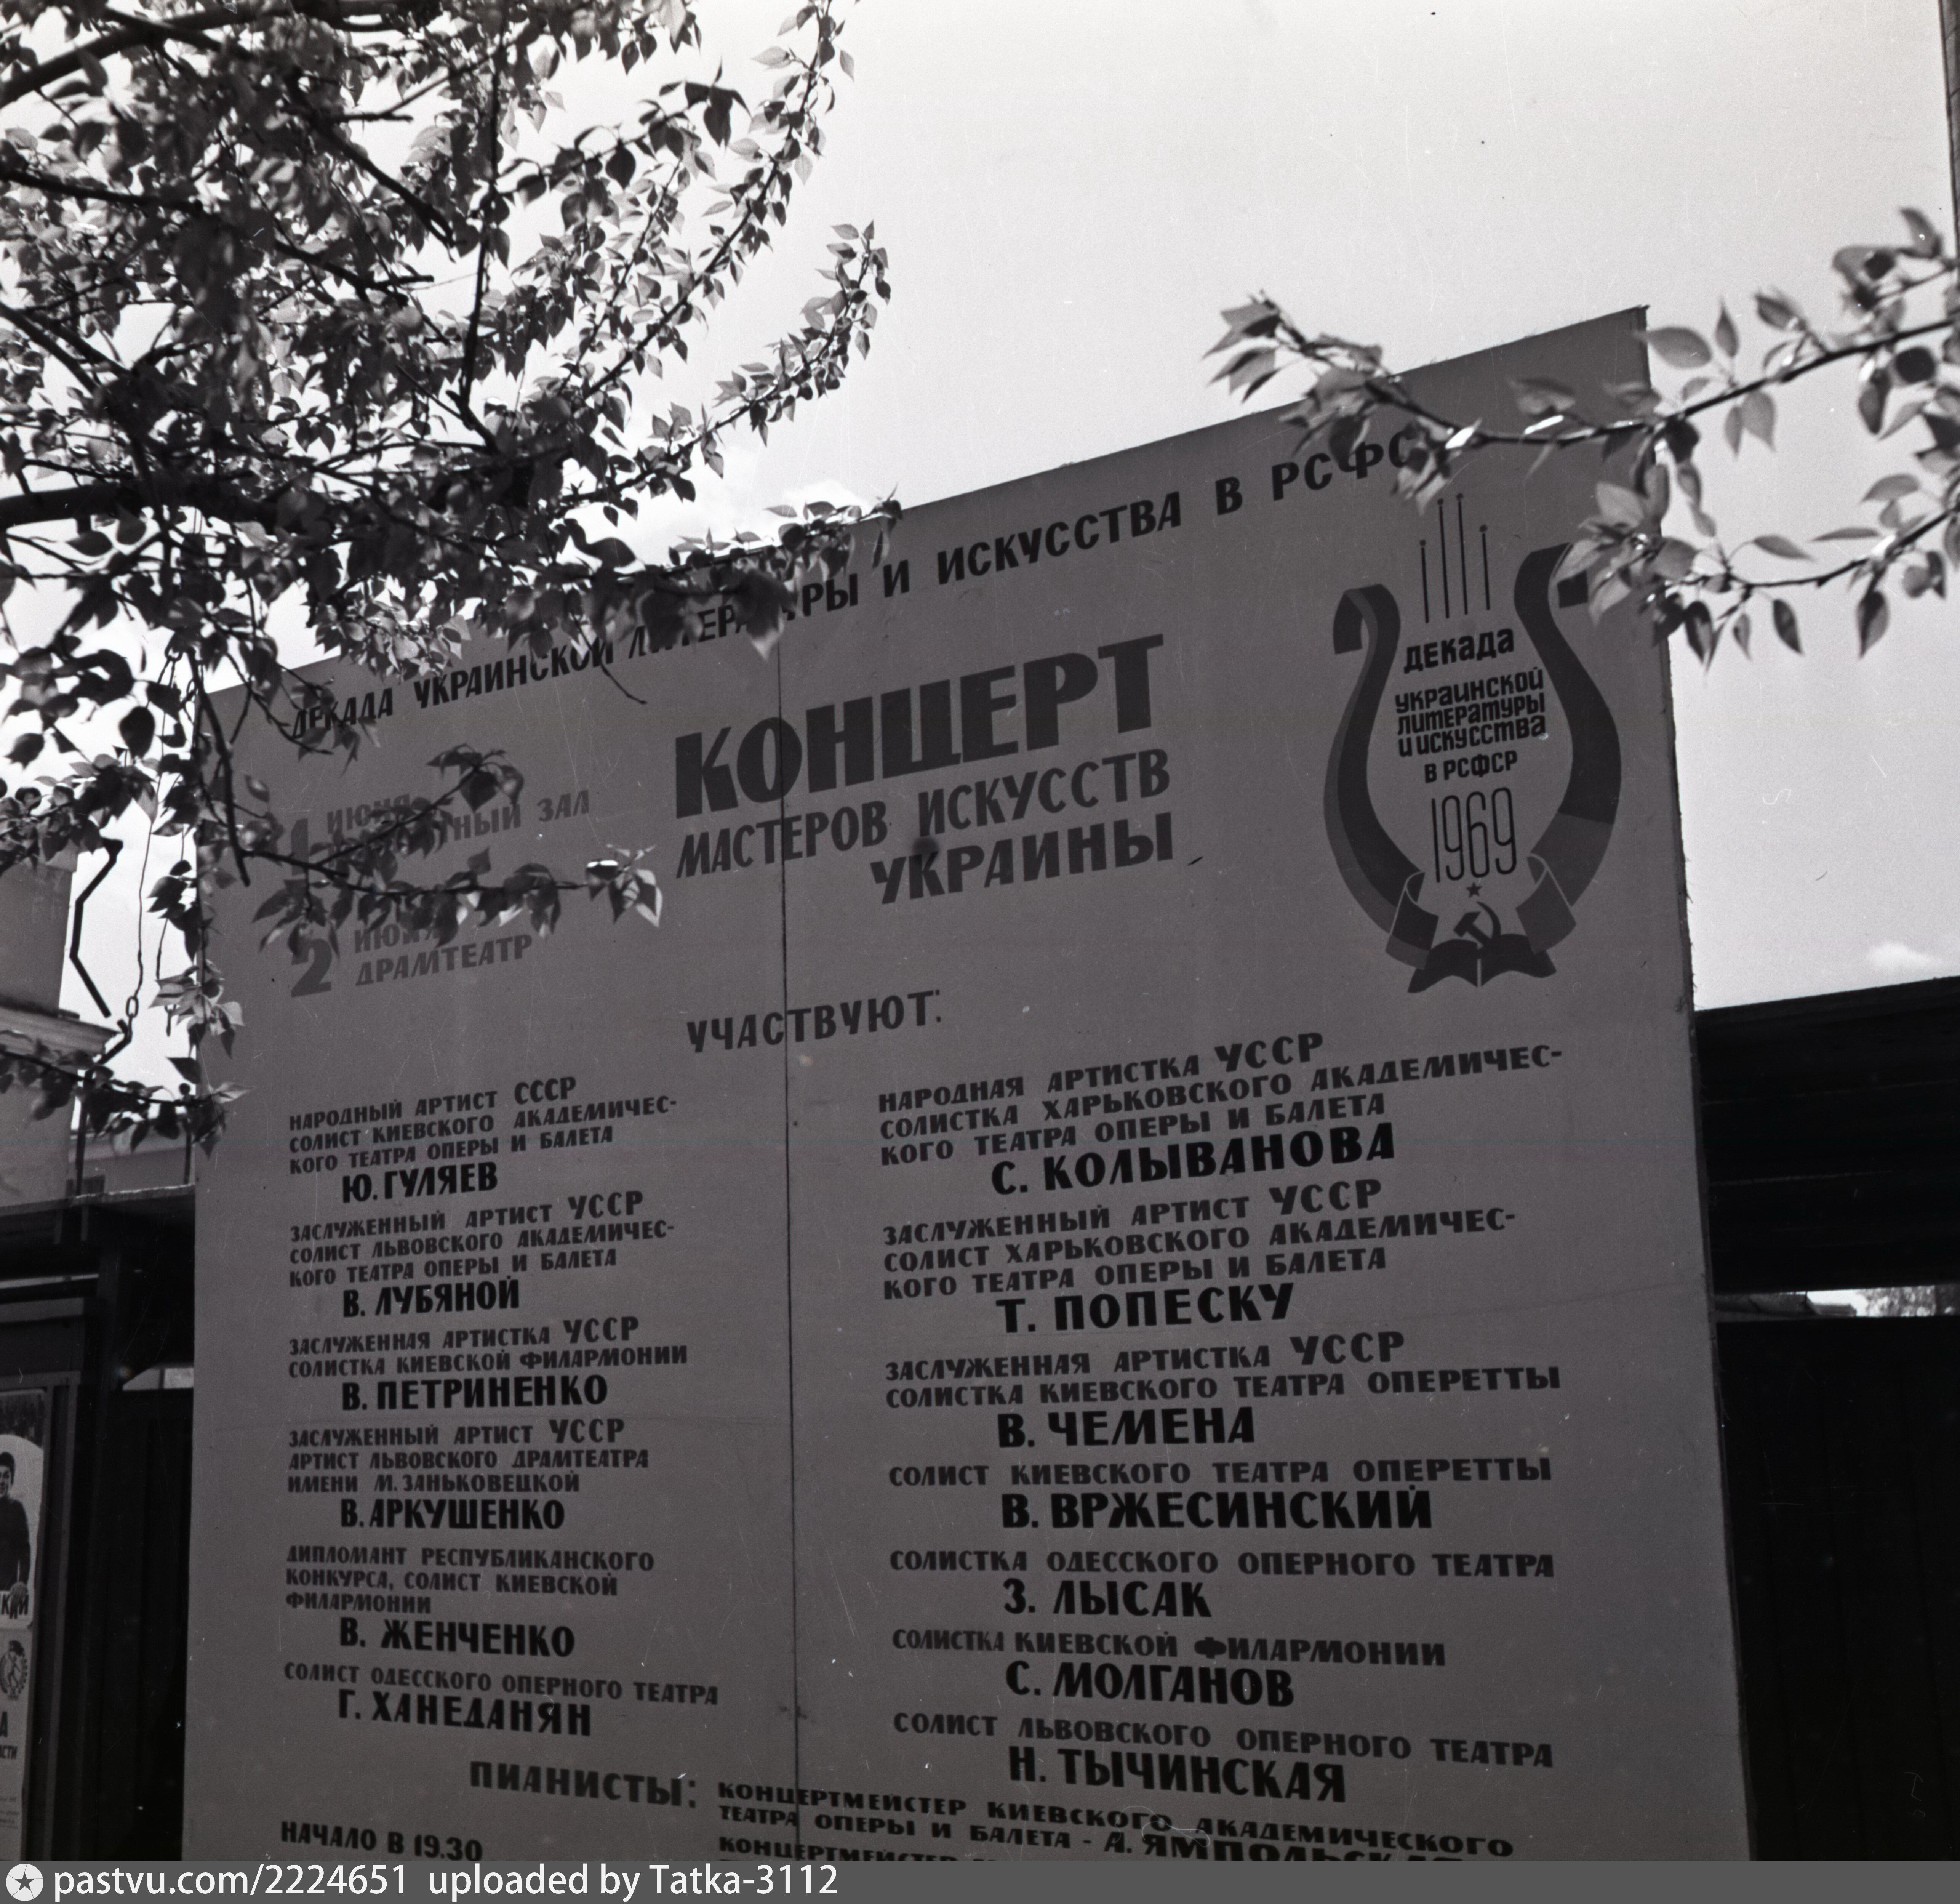 ДЕКАДА УКРАИНСКОЙ ЛИТЕРАТУРЫ И ИСКУССТВА В РСФС
1 ИЮНЯ
ЗАЛ
2 ИЮНЯ
ДРАМТЕАТР
КОНЦЕРТ
МАСТЕРОВ ИСКУССТВ
УКРАИНЫ
ДЕКАДА
УКРАИНСКОЙ
ЛИТЕРАТУРЫ
И ИСКУССТВА
В РСФСР
1969
УЧАСТВУЮТ:
НАРОДНЫЙ АРТИСТ СССР
СОЛИСТ КИЕВСКОГО АКАДЕМИЧЕС-
КОГО ТЕАТРА ОПЕРЫ И БАЛЕТА
Ю. ГУЛЯЕВ
ЗАСЛУЖЕННЫЙ АРТИСТ УССР
СОЛИСТ ЛЬВОВСКОГО АКАДЕМИЧЕС-
КОГО ТЕАТРА ОПЕРЫ И БАЛЕТА
В. ЛУБЯНОЙ
ЗАСЛУЖЕННАЯ АРТИСТКА УССР
СОЛИСТКА КИЕВСКОЙ ФИЛАРМОНИИ
В. ПЕТРИНЕНКО
ЗАСЛУЖЕННЫЙ АРТИСТ УССР
АРТИСТ ЛЬВОВСКОГО ДРАМТЕАТРА
ИМЕНИ М. ЗАНЬКОВЕЦКОЙ
В. АРКУШЕНКО
ДИПЛОМАНТ РЕСПУБЛИКАНСКОГО
КОНКУРСА, СОЛИСТ КИЕВСКОЙ
ФИЛАРМОНИИ
В. ЖЕНЧЕНКО
СОЛИСТ ОДЕССКОГО ОПЕРНОГО ТЕАТРА
Г. ХАНЕДАНЯН
НАРОДНАЯ АРТИСТКА УССР
СОЛИСТКА ХАРЬКОВСКОГО АКАДЕМИЧЕС-
КОГО ТЕАТРА ОПЕРЫ И БАЛЕТА
С. КОЛЫВАНОВА
ЗАСЛУЖЕННЫЙ АРТИСТ УССР
СОЛИСТ ХАРЬКОВСКОГО АКАДЕМИЧЕС-
КОГО ТЕАТРА ОПЕРЫ И БАЛЕТА
Т. ПОПЕСКУ
ЗАСЛУЖЕННАЯ АРТИСТКА УССР
СОЛИСТКА КИЕВСКОГО ТЕАТРА ОПЕРЕТТЫ
В. ЧЕМЕНА
СОЛИСТ КИЕВСКОГО ТЕАТРА ОПЕРЕТТЫ
В. ВРЖЕСИНСКИЙ
СОЛИСТКА ОДЕССКОГО ОПЕРНОГО ТЕАТРА
З. ЛЫСАК
СОЛИСТКА КИЕВСКОЙ ФИЛАРМОНИИ
С. МОЛГАНОВ
СОЛИСТ ЛЬВОВСКОГО ОПЕРНОГО ТЕАТРА
Н. ТЫЧИНСКАЯ
ПИАНИСТЫ: КОНЦЕРТМЕЙСТЕР КИЕВСКОГО АКАДЕМИЧЕСКОГО
ТЕАТРА ОПЕРЫ И БАЛЕТА - А. ЯМПОЛЬСКАЯ
КОНЦЕРТМЕЙСТЕР
НАЧАЛО В 19.30
pastvu.com/2224651 uploaded by Tatka-3112